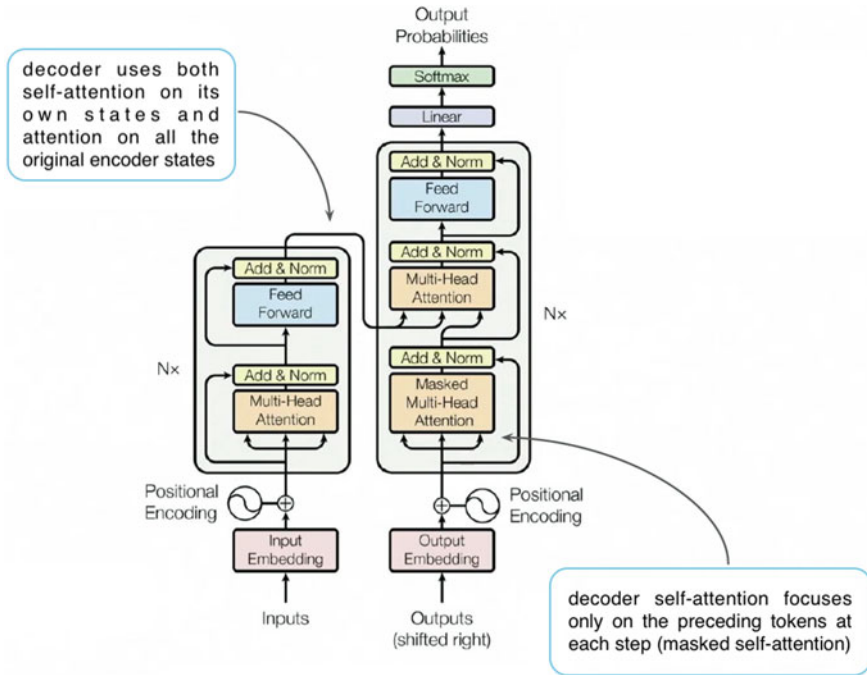 Output
Probabilities
Softmax
Linear
decoder uses both
self-attention on its
own states and
attention on all the
original encoder states
Add & Norm
Feed
Forward
Add & Norm
Multi-Head
Attention
Nx
Add & Norm
Masked
Multi-Head
Attention
Add & Norm
Feed
Forward
Nx
Add & Norm
Multi-Head
Attention
Positional
Encoding
Positional
Encoding
Input
Embedding
Output
Embedding
Inputs
Outputs
(shifted right)
decoder self-attention focuses
only on the preceding tokens at
each step (masked self-attention)